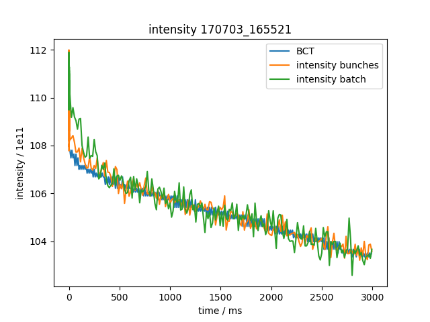 intensity 170703_165521
BCT
intensity bunches
intensity batch
112
110
108
106
104
intensity / 1e11
0
500
1000
1500
2000
2500
3000
time / ms